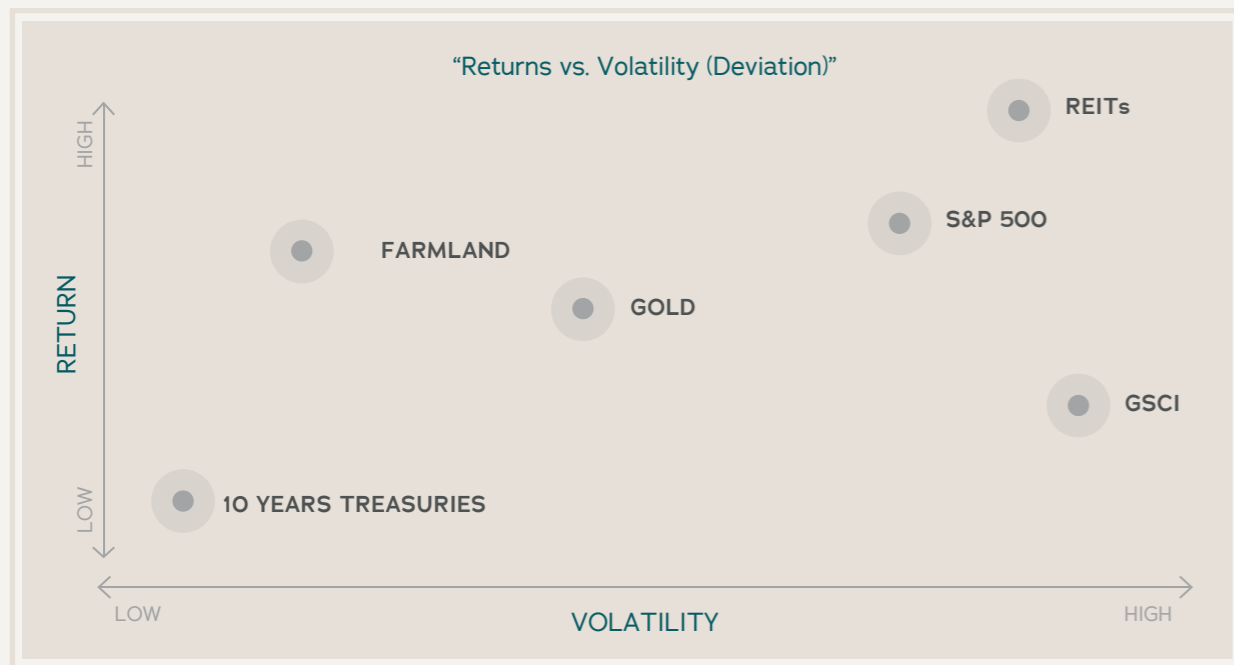 “Returns vs. Volatility (Deviation)”
REITs
HIGH
S&P 500
FARMLAND
GOLD
RETURN
GSCI
LOW
10 YEARS TREASURIES
LOW
VOLATILITY
HIGH